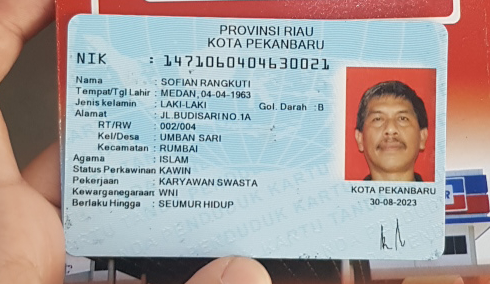 PROVINSI RIAU
KOTA PEKANBARU
NIK : 1471060404630021
Nama : SOFIAN RANGKUTI
Tempat/Tgl Lahir : MEDAN, 04-04-1963
Jenis kelamin : LAKI-LAKI Gol. Darah : B
Alamat : JL.BUDISARI NO.1A
RT/RW : 002/004
Kel/Desa : UMBAN SARI
Kecamatan : RUMBAI
Agama : ISLAM
Status Perkawinan : KAWIN
Pekerjaan : KARYAWAN SWASTA
Kewarganegaraan: WNI
Berlaku Hingga : SEUMUR HIDUP
KOTA PEKANBARU
30-08-2023